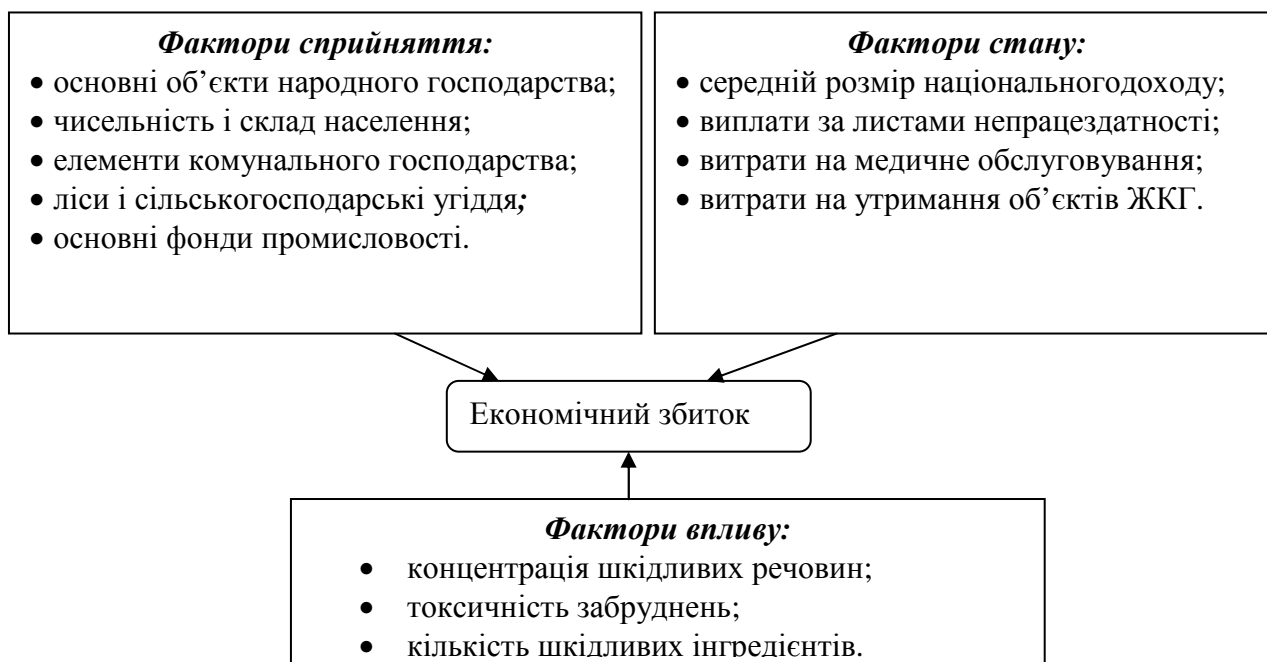 Фактори сприйняття:
• основні об’єкти народного господарства;
• чисельність і склад населення;
• елементи комунального господарства;
• ліси і сільськогосподарські угіддя;
• основні фонди промисловості.
Фактори стану:
• середній розмір національногодоходу;
• виплати за листами непрацездатності;
• витрати на медичне обслуговування;
• витрати на утримання об’єктів ЖКГ.
Економічний збиток
Фактори впливу:
• концентрація шкідливих речовин;
• токсичність забруднень;
• кількість шкідливих інгредієнтів.